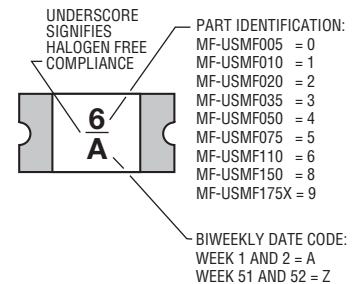 UNDERSCORE
SIGNIFIES
HALOGEN FREE
COMPLIANCE
PART IDENTIFICATION:
MF-USMF005 = 0
MF-USMF010 = 1
MF-USMF020 = 2
MF-USMF035 = 3
MF-USMF050 = 4
MF-USMF075 = 5
MF-USMF110 = 6
MF-USMF150 = 8
MF-USMF175X = 9
6
A
BIWEEKLY DATE CODE:
WEEK 1 AND 2 = A
WEEK 51 AND 52 = Z